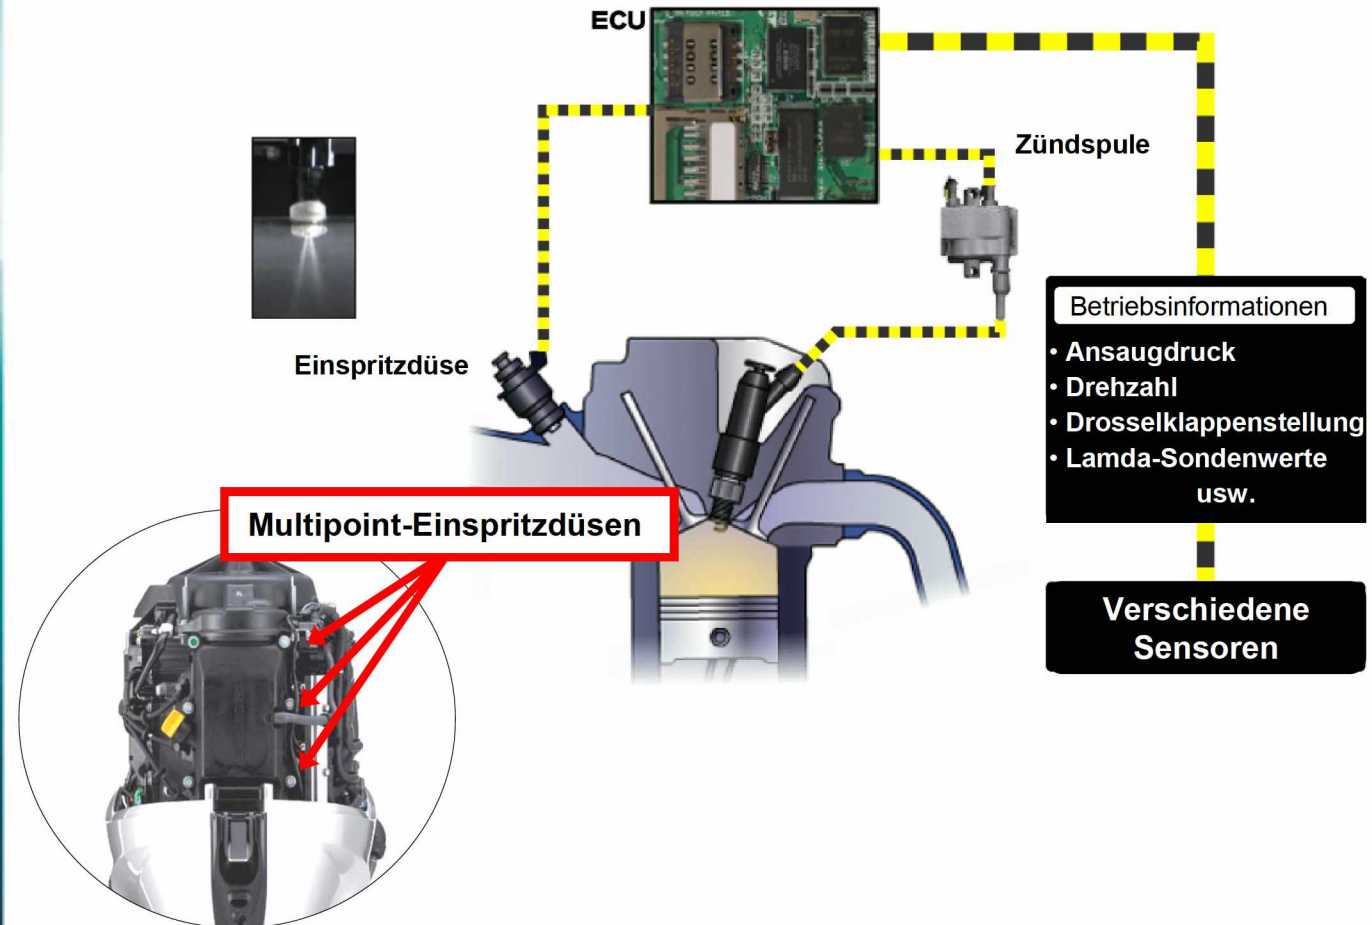 ECU
Zündspule
Einspritzdüse
Betriebsinformationen
• Ansaugdruck
• Drehzahl
• Drosselklappenstellung
• Lamda-Sondenwerte
usw.
Multipoint-Einspritzdüsen
Verschiedene
Sensoren